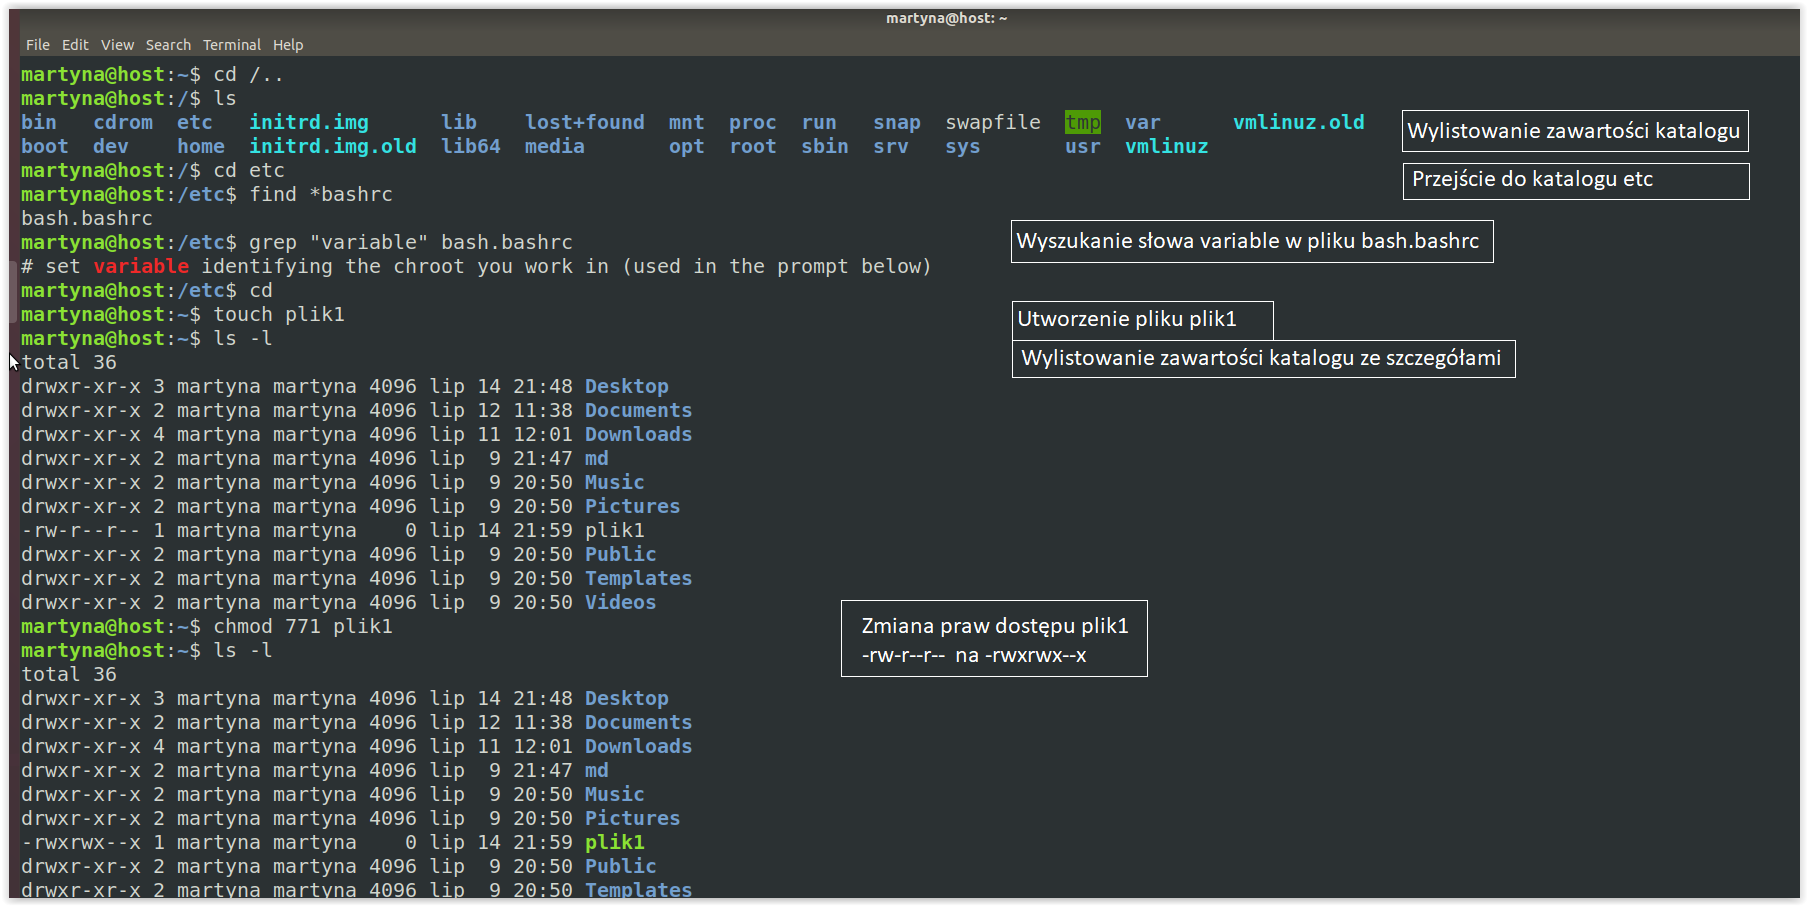 martyna@host: ~
File Edit View Search Terminal Help
martyna@host:~$ cd /..
martyna@host:/$ ls
bin cdrom etc initrd.img lib lost+found mnt proc run snap swapfile tmp var vmlinuz.old
boot dev home initrd.img.old lib64 media opt root sbin srv sys usr vmlinuz
Wylistowanie zawartości katalogu
martyna@host:/$ cd etc
Przejście do katalogu etc
martyna@host:/etc$ find *bashrc
bash.bashrc
martyna@host:/etc$ grep "variable" bash.bashrc
Wyszukanie słowa variable w pliku bash.bashrc
# set variable identifying the chroot you work in (used in the prompt below)
martyna@host:/etc$ cd
martyna@host:~$ touch plik1
Utworzenie pliku plik1
martyna@host:~$ ls -l
Wylistowanie zawartości katalogu ze szczegółami
total 36
drwxr-xr-x 3 martyna martyna 4096 lip 14 21:48 Desktop
drwxr-xr-x 2 martyna martyna 4096 lip 12 11:38 Documents
drwxr-xr-x 4 martyna martyna 4096 lip 11 12:01 Downloads
drwxr-xr-x 2 martyna martyna 4096 lip 9 21:47 md
drwxr-xr-x 2 martyna martyna 4096 lip 9 20:50 Music
drwxr-xr-x 2 martyna martyna 4096 lip 9 20:50 Pictures
-rw-r--r-- 1 martyna martyna 0 lip 14 21:59 plik1
drwxr-xr-x 2 martyna martyna 4096 lip 9 20:50 Public
drwxr-xr-x 2 martyna martyna 4096 lip 9 20:50 Templates
drwxr-xr-x 2 martyna martyna 4096 lip 9 20:50 Videos
martyna@host:~$ chmod 771 plik1
Zmiana praw dostępu plik1
-rw-r--r-- na -rwxrwx--x
martyna@host:~$ ls -l
total 36
drwxr-xr-x 3 martyna martyna 4096 lip 14 21:48 Desktop
drwxr-xr-x 2 martyna martyna 4096 lip 12 11:38 Documents
drwxr-xr-x 4 martyna martyna 4096 lip 11 12:01 Downloads
drwxr-xr-x 2 martyna martyna 4096 lip 9 21:47 md
drwxr-xr-x 2 martyna martyna 4096 lip 9 20:50 Music
drwxr-xr-x 2 martyna martyna 4096 lip 9 20:50 Pictures
-rwxrwx--x 1 martyna martyna 0 lip 14 21:59 plik1
drwxr-xr-x 2 martyna martyna 4096 lip 9 20:50 Public
drwxr-xr-x 2 martyna martyna 4096 lip 9 20:50 Templates